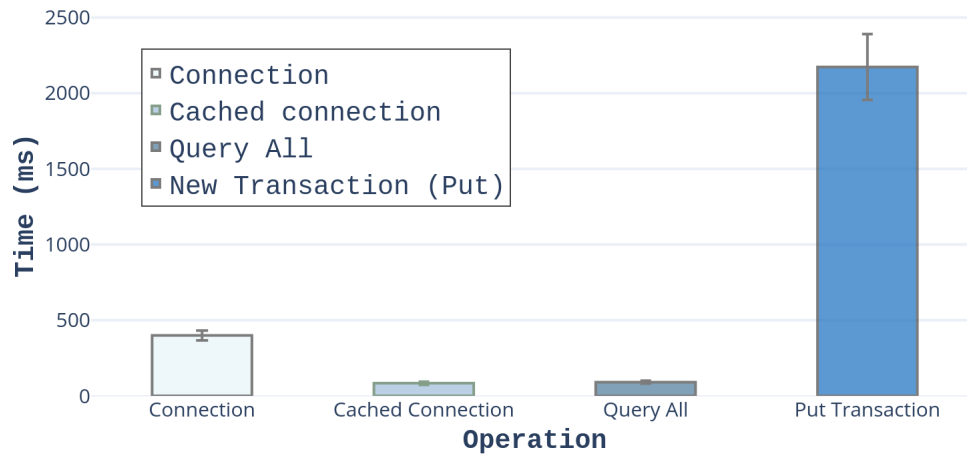 2500
2000
1500
1000
500
0
Time (ms)
Connection
Cached connection
Query All
New Transaction (Put)
Connection
Cached Connection
Query All
Put Transaction
Operation